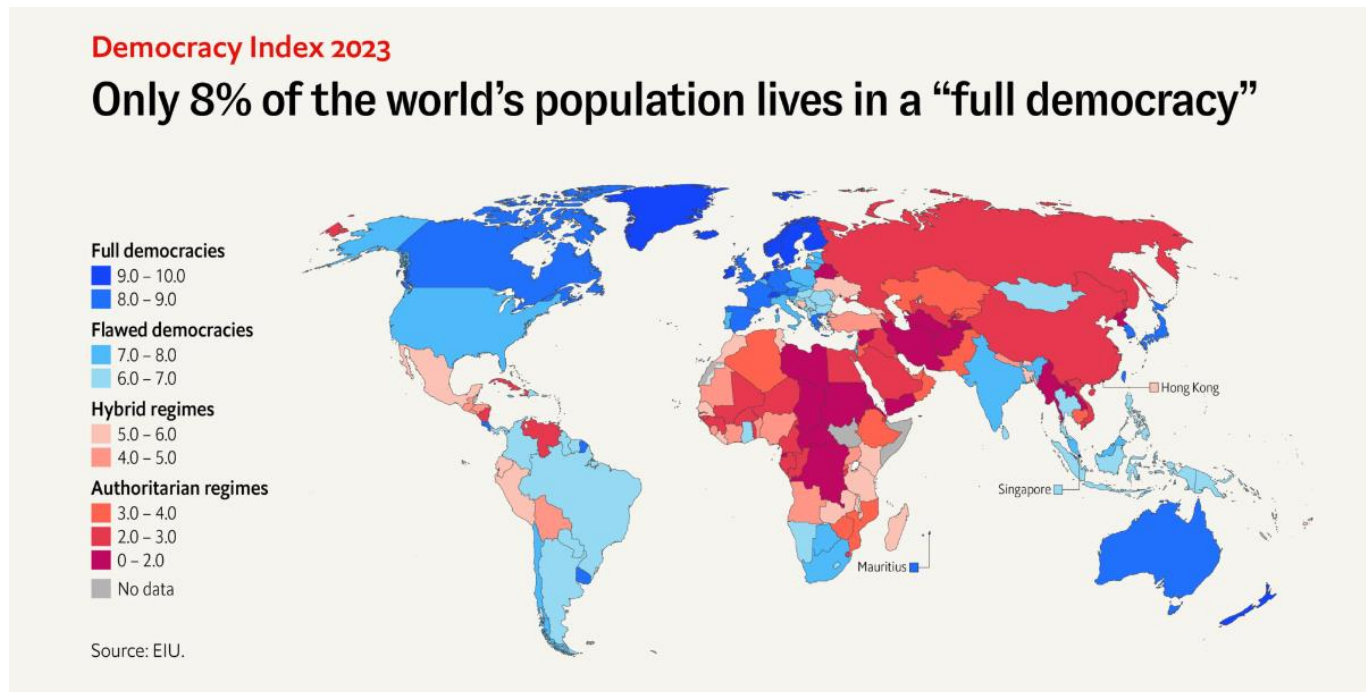 Democracy Index 2023
Only 8% of the world’s population lives in a “full democracy”
Full democracies
9.0 – 10.0
8.0 – 9.0
Flawed democracies
7.0 – 8.0
6.0 – 7.0
Hybrid regimes
5.0 – 6.0
4.0 – 5.0
Authoritarian regimes
3.0 – 4.0
2.0 – 3.0
0 – 2.0
No data
Hong Kong
Singapore
Mauritius
Source: EIU.